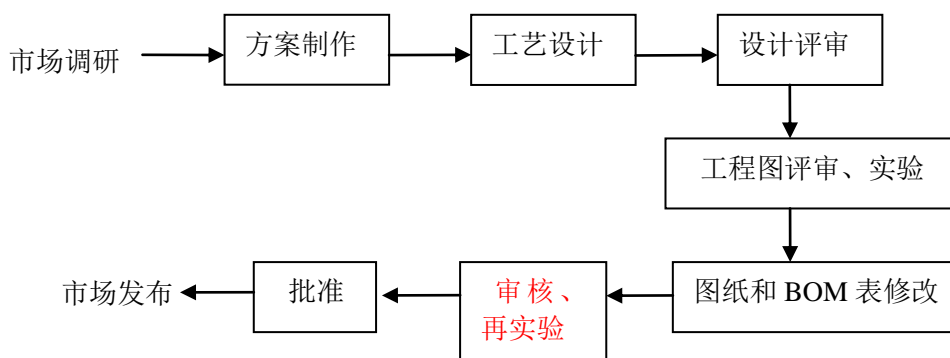 市场调研
方案制作
工艺设计
设计评审
工程图评审、实验
图纸和 BOM 表修改
审核、
再实验
批准
市场发布